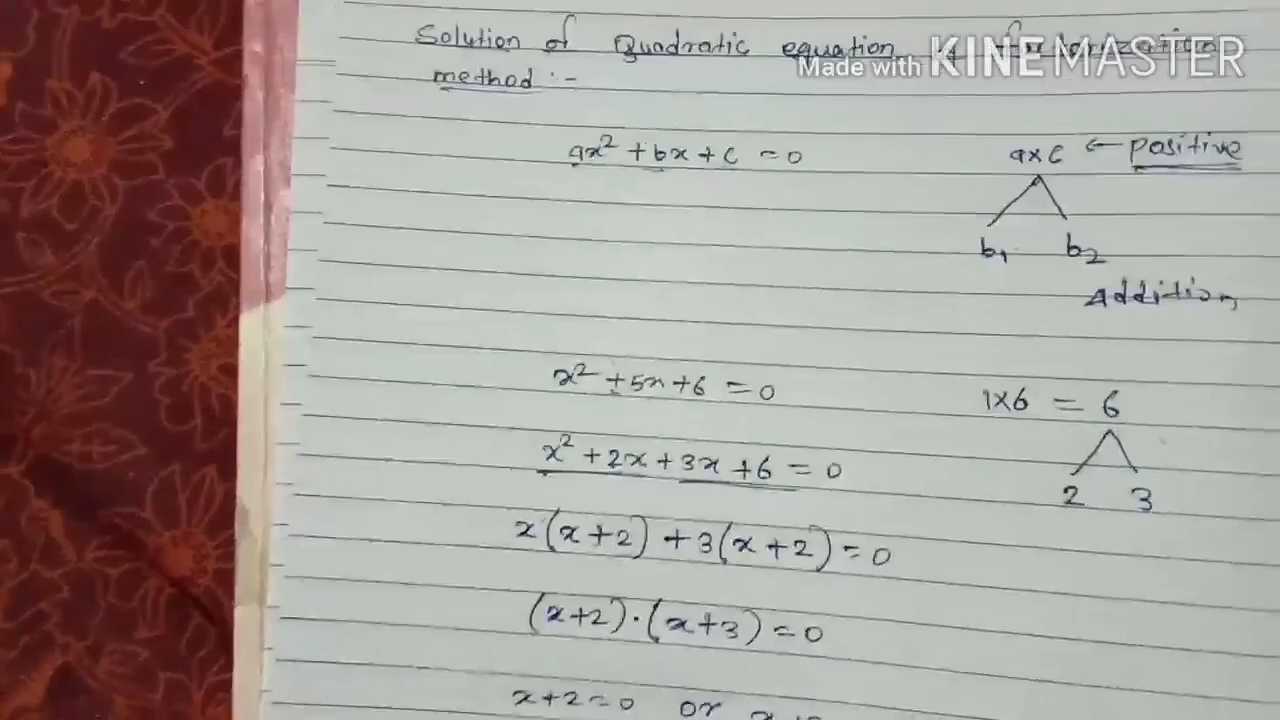 Solution of Quadratic equation
Made with KINEMASTER
method :-
ax² + bx + c = 0
a×c ← positive
b₁ b₂
Addition
x² + 5x + 6 = 0
1×6 = 6
x² + 2x + 3x + 6 = 0
2 3
x(x+2) + 3(x+2) = 0
(x+2)·(x+3) = 0
x+2=0 or